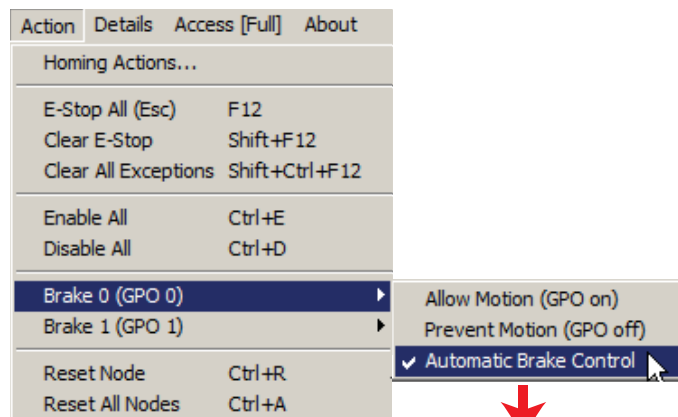 Action Details Access [Full] About
Homing Actions...
E-Stop All (Esc) F12
Clear E-Stop Shift+F12
Clear All Exceptions Shift+Ctrl+F12
Enable All Ctrl+E
Disable All Ctrl+D
Brake 0 (GPO 0)
Allow Motion (GPO on)
Brake 1 (GPO 1)
Prevent Motion (GPO off)
Automatic Brake Control
Reset Node Ctrl+R
Reset All Nodes Ctrl+A